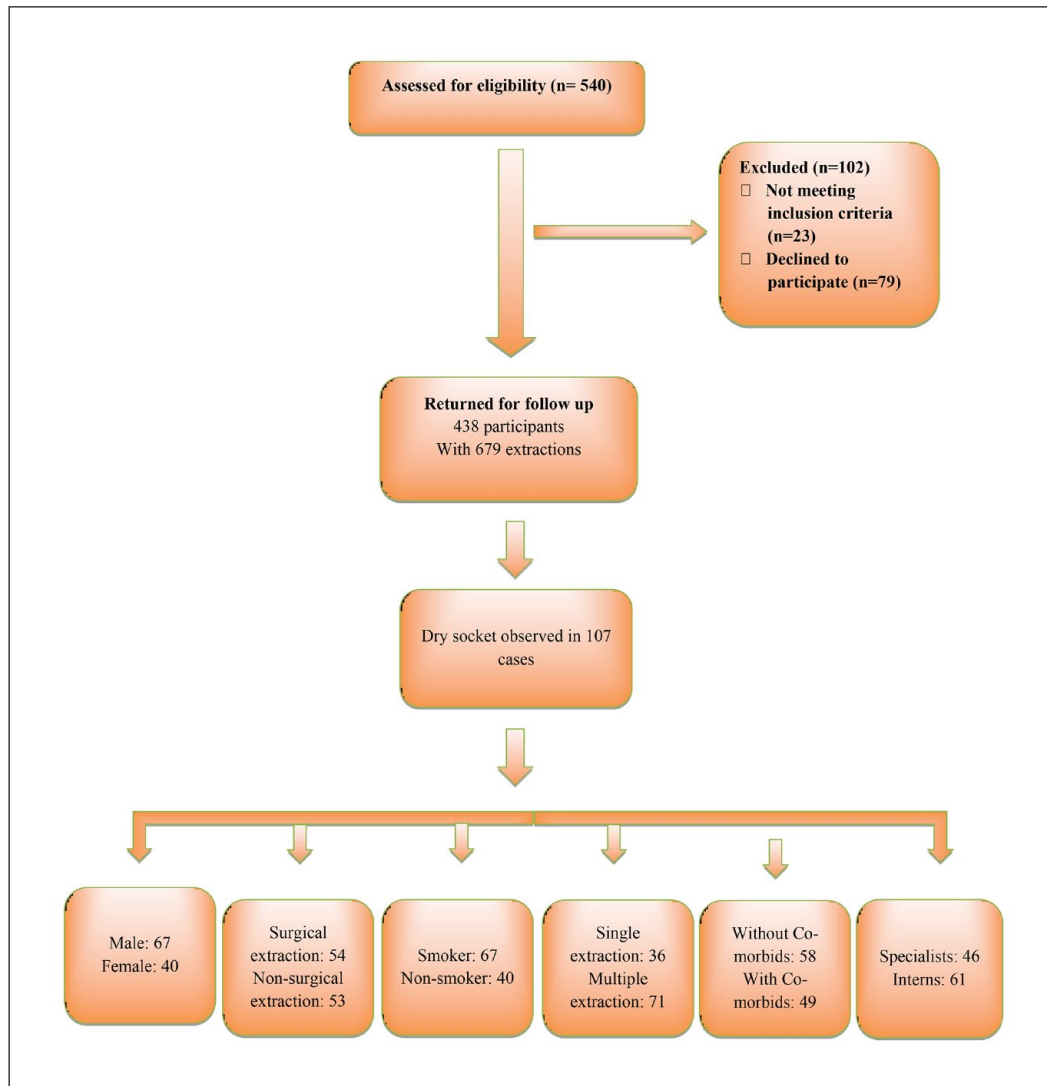 Assessed for eligibility (n= 540)
Excluded (n=102)
☐ Not meeting
inclusion criteria
(n=23)
☐ Declined to
participate (n=79)
Returned for follow up
438 participants
With 679 extractions
Dry socket observed in 107
cases
Male: 67
Female: 40
Surgical
extraction: 54
Non-surgical
extraction: 53
Smoker: 67
Non-smoker: 40
Single
extraction: 36
Multiple
extraction: 71
Without Co-
morbids: 58
With Co-
morbids: 49
Specialists: 46
Interns: 61